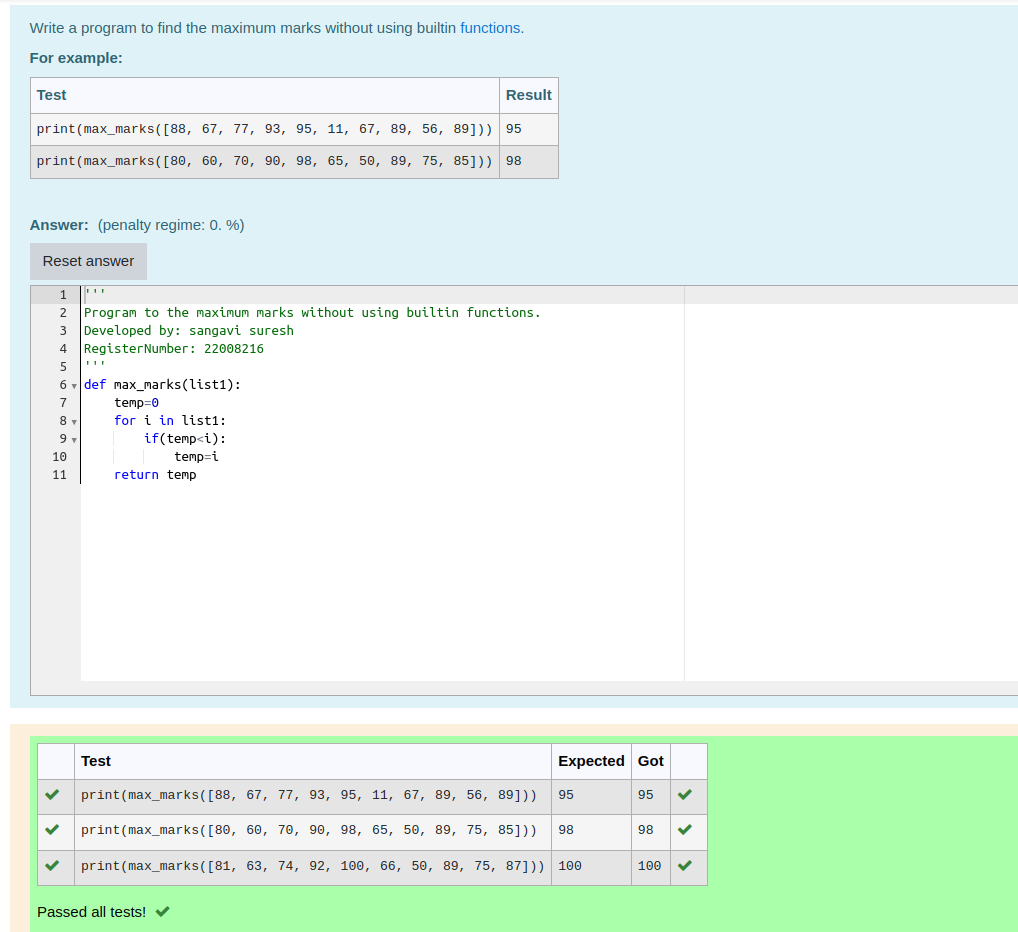 Write a program to find the maximum marks without using builtin functions.
For example:
Test Result
print(max_marks([88, 67, 77, 93, 95, 11, 67, 89, 56, 89])) 95
print(max_marks([80, 60, 70, 90, 98, 65, 50, 89, 75, 85])) 98
Answer: (penalty regime: 0. %)
Reset answer
1 '''
2 Program to the maximum marks without using builtin functions.
3 Developed by: sangavi suresh
4 RegisterNumber: 22008216
5 '''
6 def max_marks(list1):
7     temp=0
8     for i in list1:
9         if(temp<i):
10             temp=i
11     return temp
Test Expected Got
print(max_marks([88, 67, 77, 93, 95, 11, 67, 89, 56, 89])) 95 95
print(max_marks([80, 60, 70, 90, 98, 65, 50, 89, 75, 85])) 98 98
print(max_marks([81, 63, 74, 92, 100, 66, 50, 89, 75, 87])) 100 100
Passed all tests!